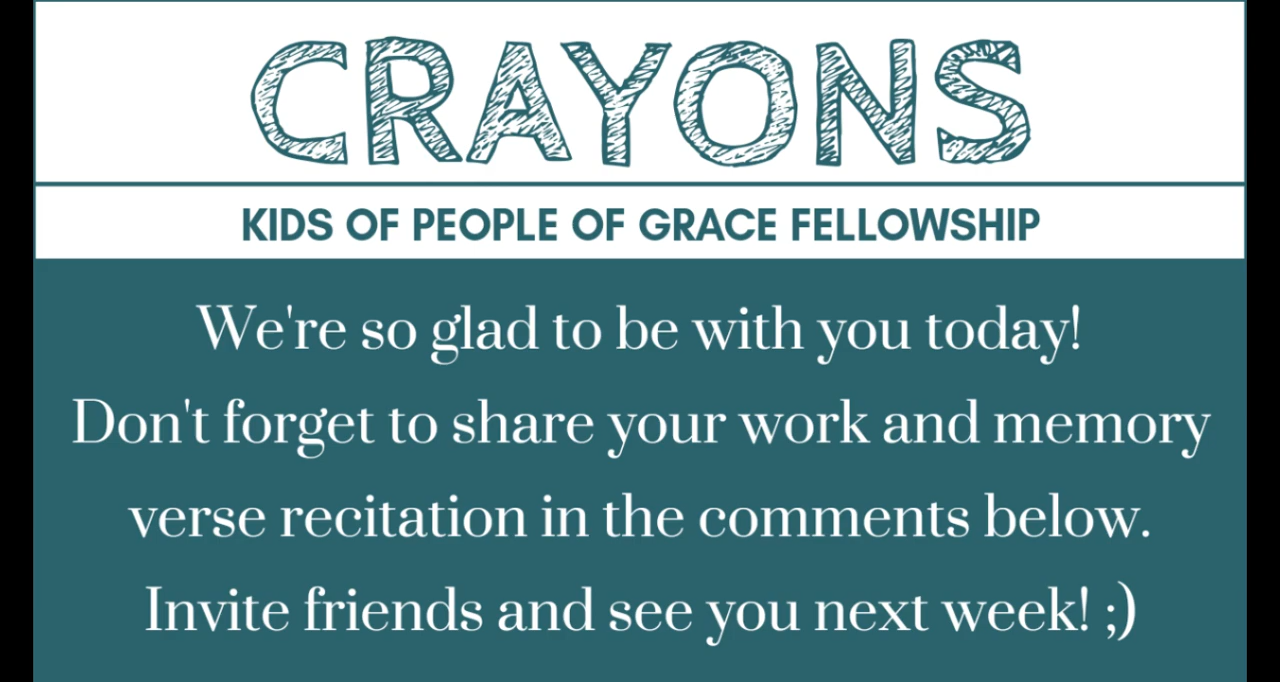 CRAYONS
KIDS OF PEOPLE OF GRACE FELLOWSHIP
We're so glad to be with you today!
Don't forget to share your work and memory
verse recitation in the comments below.
Invite friends and see you next week! ;)